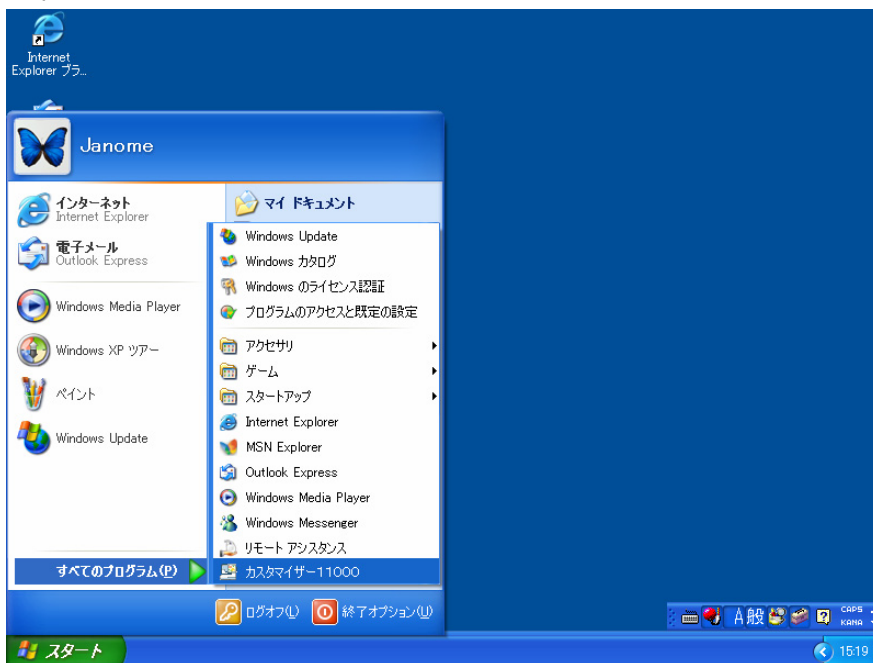 Internet
Explorer ブラ...
Janome
インターネット
Internet Explorer
電子メール
Outlook Express
Windows Media Player
Windows XP ツアー
ペイント
Windows Update
すべてのプログラム(P)
マイ ドキュメント
Windows Update
Windows カタログ
Windows のライセンス認証
プログラムのアクセスと既定の設定
アクセサリ
ゲーム
スタートアップ
Internet Explorer
MSN Explorer
Outlook Express
Windows Media Player
Windows Messenger
リモート アシスタンス
カスタマイザー11000
ログオフ(L)
終了オプション(U)
A 般
CAPS
KANA
スタート
15:19